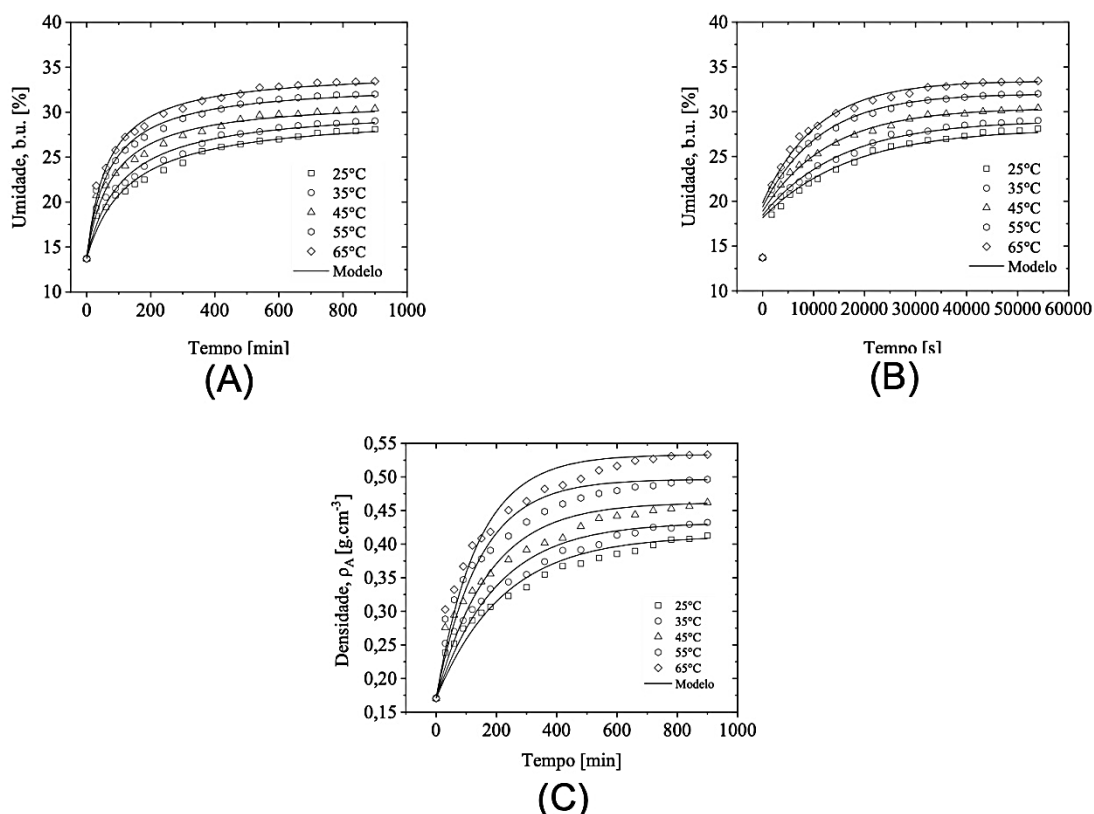 Umidade, b.u. [%]
40
35
30
25
20
15
10
25°C
35°C
45°C
55°C
65°C
Modelo
0 200 400 600 800 1000
Tempo [min]
(A)
Umidade, b.u. [%]
40
35
30
25
20
15
10
25°C
35°C
45°C
55°C
65°C
Modelo
0 10000 20000 30000 40000 50000 60000
Tempo [s]
(B)
Densidade, ρA [g.cm-3]
0,55
0,50
0,45
0,40
0,35
0,30
0,25
0,20
0,15
25°C
35°C
45°C
55°C
65°C
Modelo
0 200 400 600 800 1000
Tempo [min]
(C)